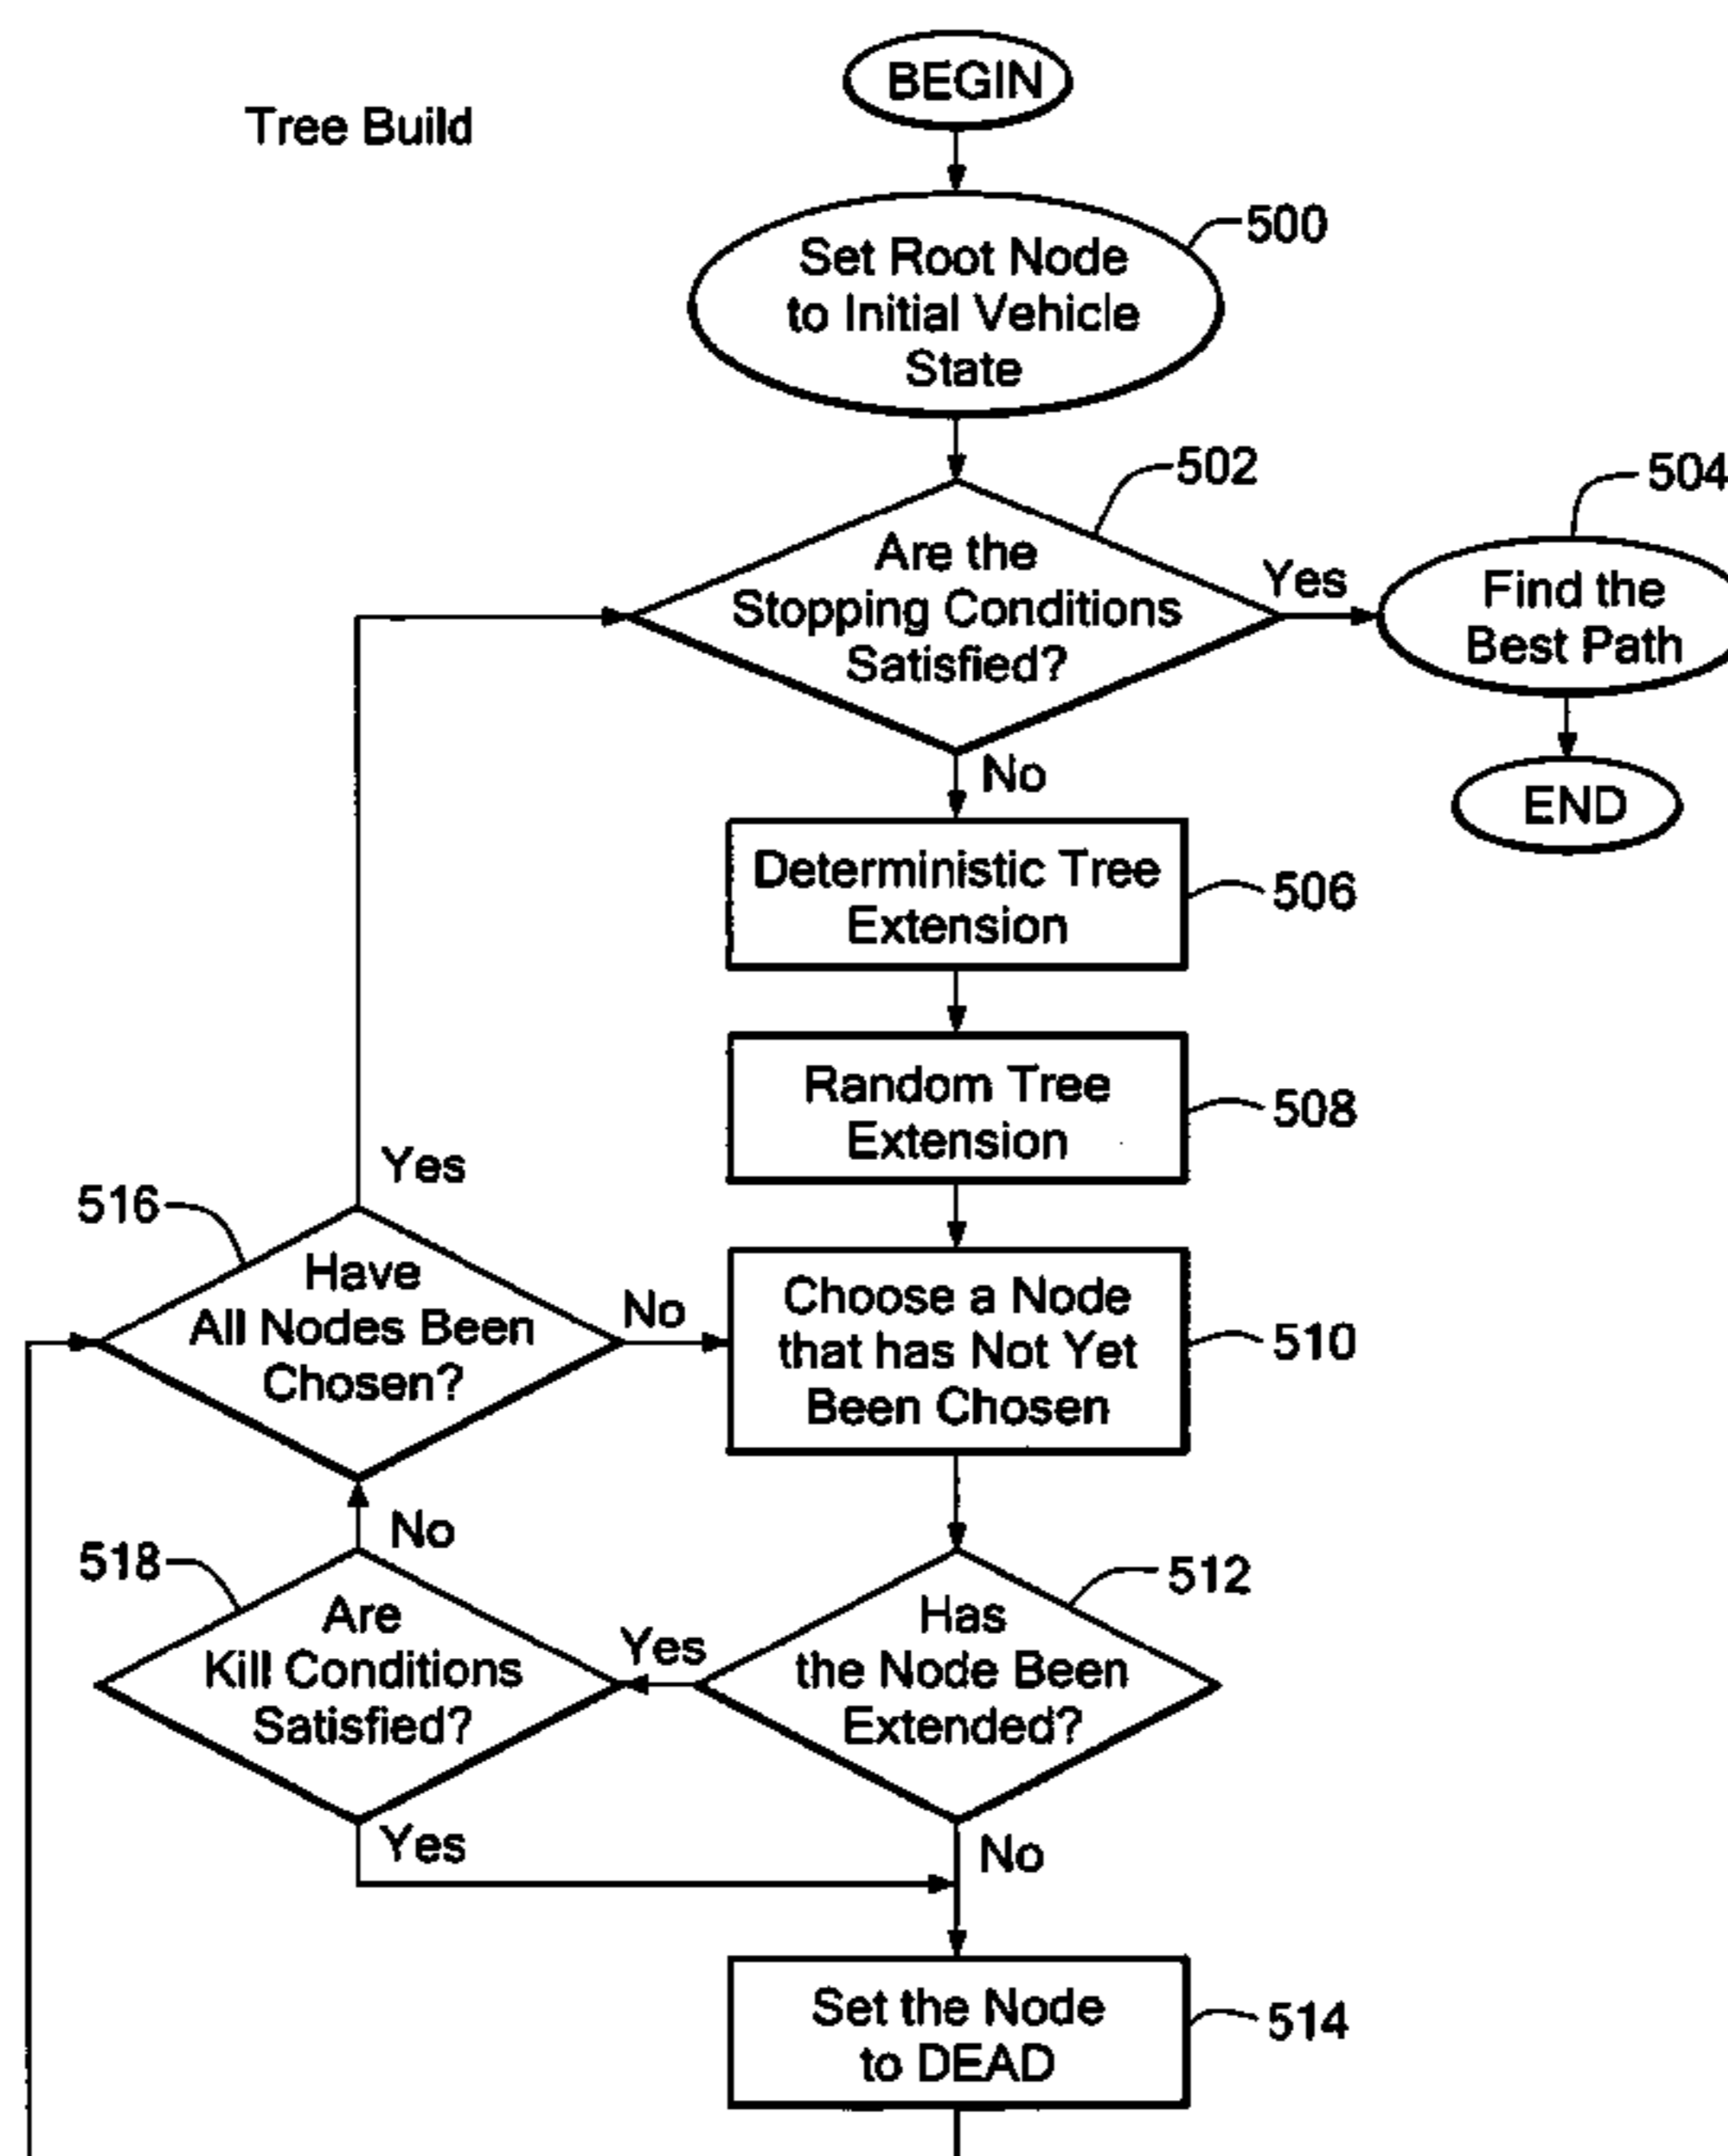 BEGIN
Tree Build
500
Set Root Node
to Initial Vehicle
State
502
504
Are the
Stopping Conditions
Satisfied?
Yes
Find the
Best Path
No
END
Deterministic Tree
Extension
506
Random Tree
Extension
508
Yes
516
Have
All Nodes Been
Chosen?
No
Choose a Node
that has Not Yet
Been Chosen
510
No
518
Are
Kill Conditions
Satisfied?
Yes
Has
the Node Been
Extended?
512
Yes
No
Set the Node
to DEAD
514